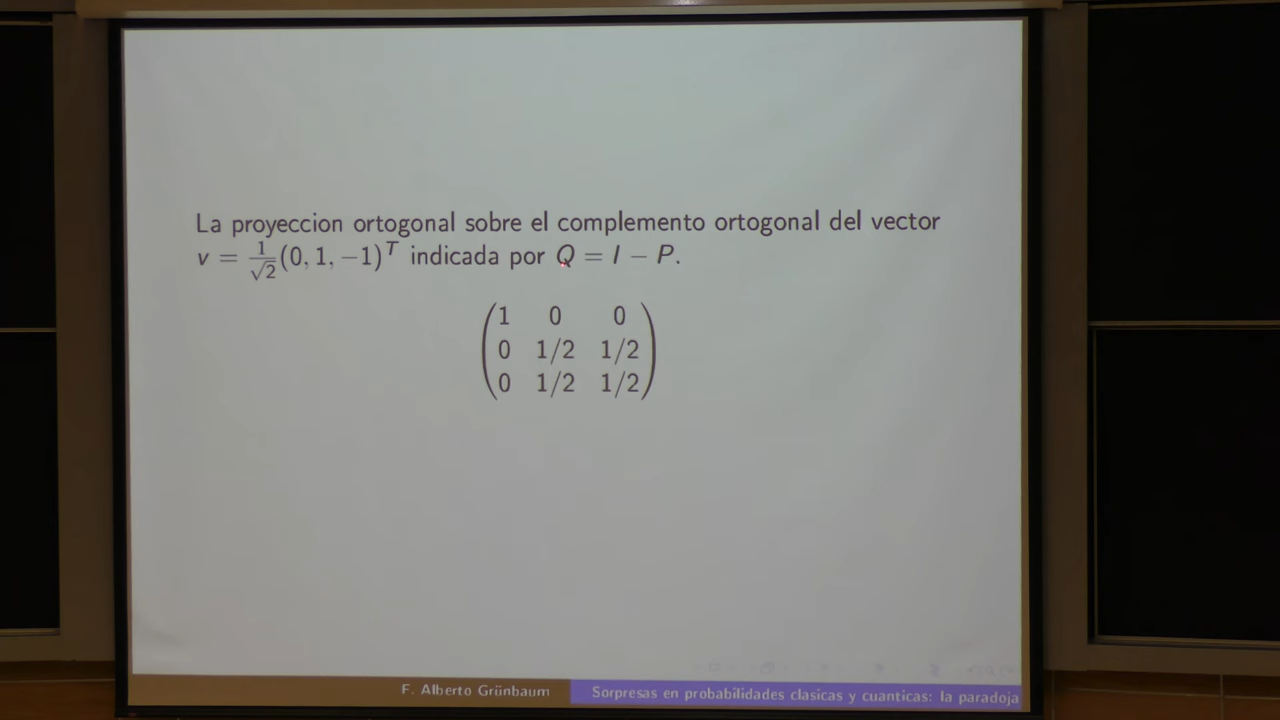 La proyeccion ortogonal sobre el complemento ortogonal del vector
v = 1/√2 (0, 1, −1)^T indicada por Q = I − P.
1 0 0
0 1/2 1/2
0 1/2 1/2
F. Alberto Grünbaum
Sorpresas en probabilidades clasicas y cuanticas: la paradoja